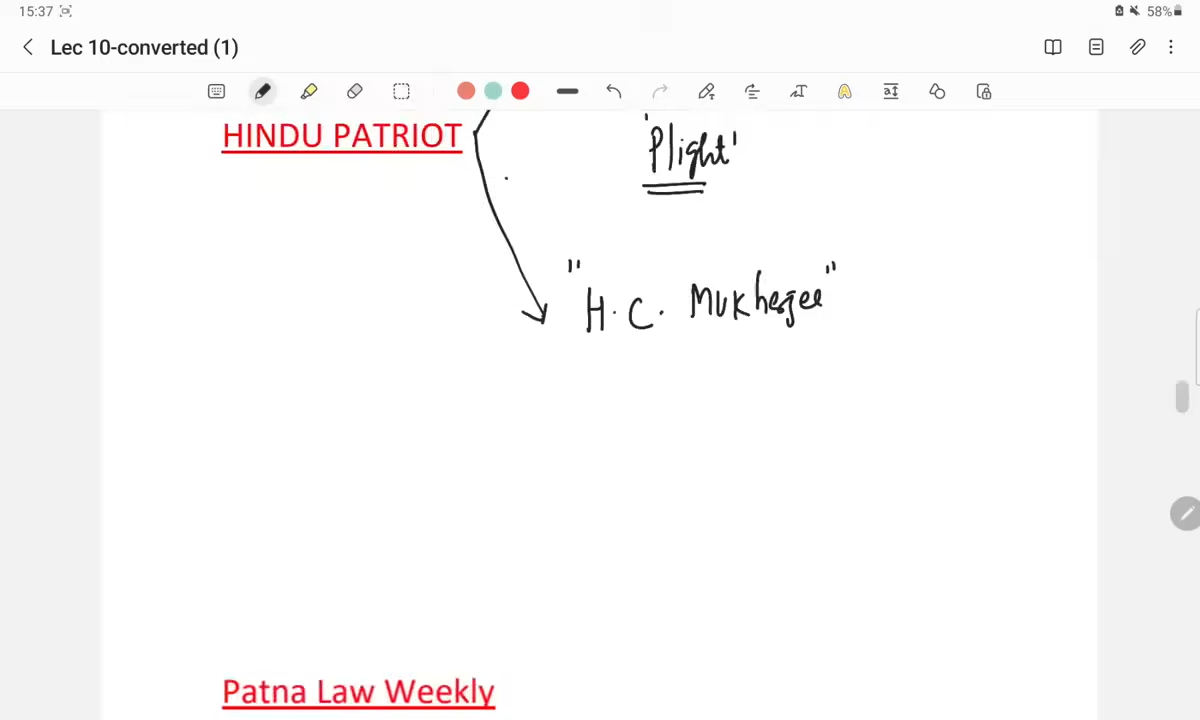 15:37 58%
Lec 10-converted (1)
HINDU PATRIOT
'Plight'
"H.C. Mukherjee"
Patna Law Weekly